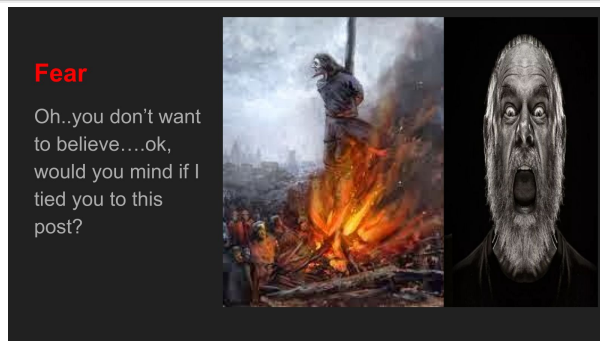 Fear
Oh..you don’t want
to believe….ok,
would you mind if I
tied you to this
post?